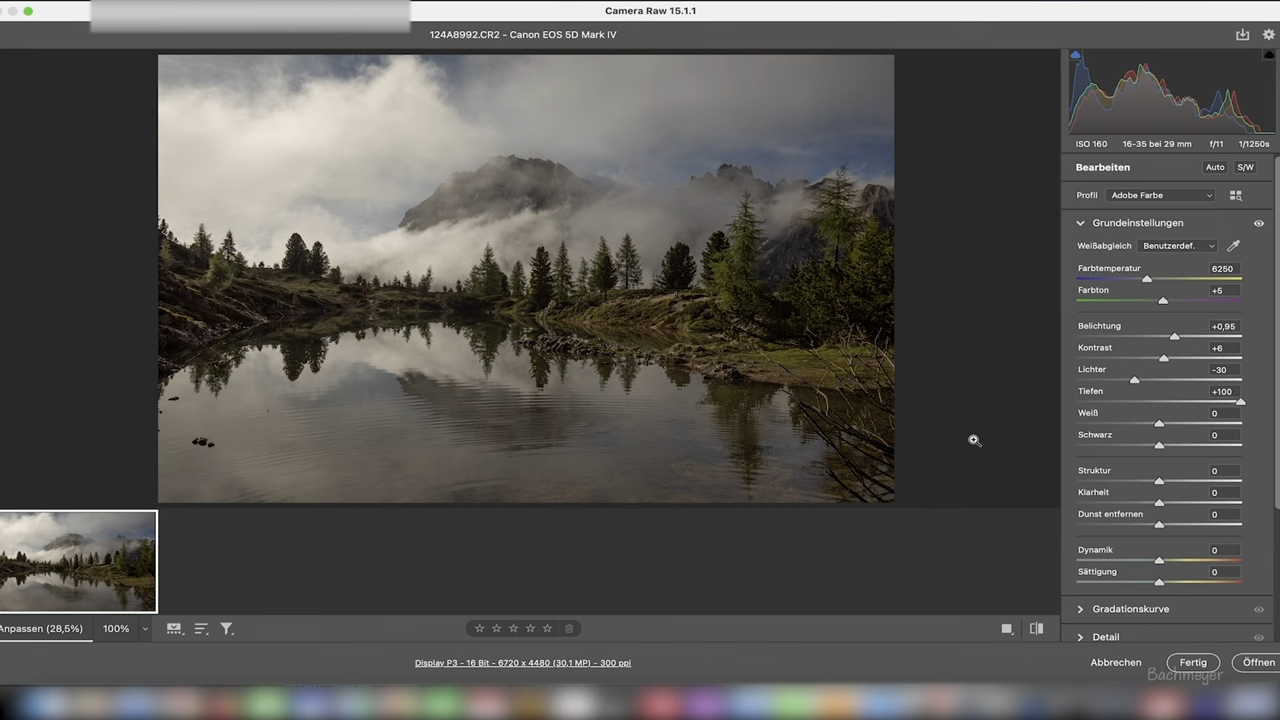 Camera Raw 15.1.1
124A8992.CR2 - Canon EOS 5D Mark IV
ISO 160 16-35 bei 29 mm f/11 1/1250s
Bearbeiten Auto S/W
Profil Adobe Farbe
Grundeinstellungen
Weißabgleich Benutzerdef.
Farbtemperatur 6250
Farbton +5
Belichtung +0,95
Kontrast +6
Lichter -30
Tiefen +100
Weiß 0
Schwarz 0
Struktur 0
Klarheit 0
Dunst entfernen 0
Dynamik 0
Sättigung 0
Gradationskurve
Detail
Anpassen (28,5%) 100%
Display P3 - 16 Bit - 6720 x 4480 (30,1 MP) - 300 ppi
Abbrechen Fertig Öffnen
Bachmeyer